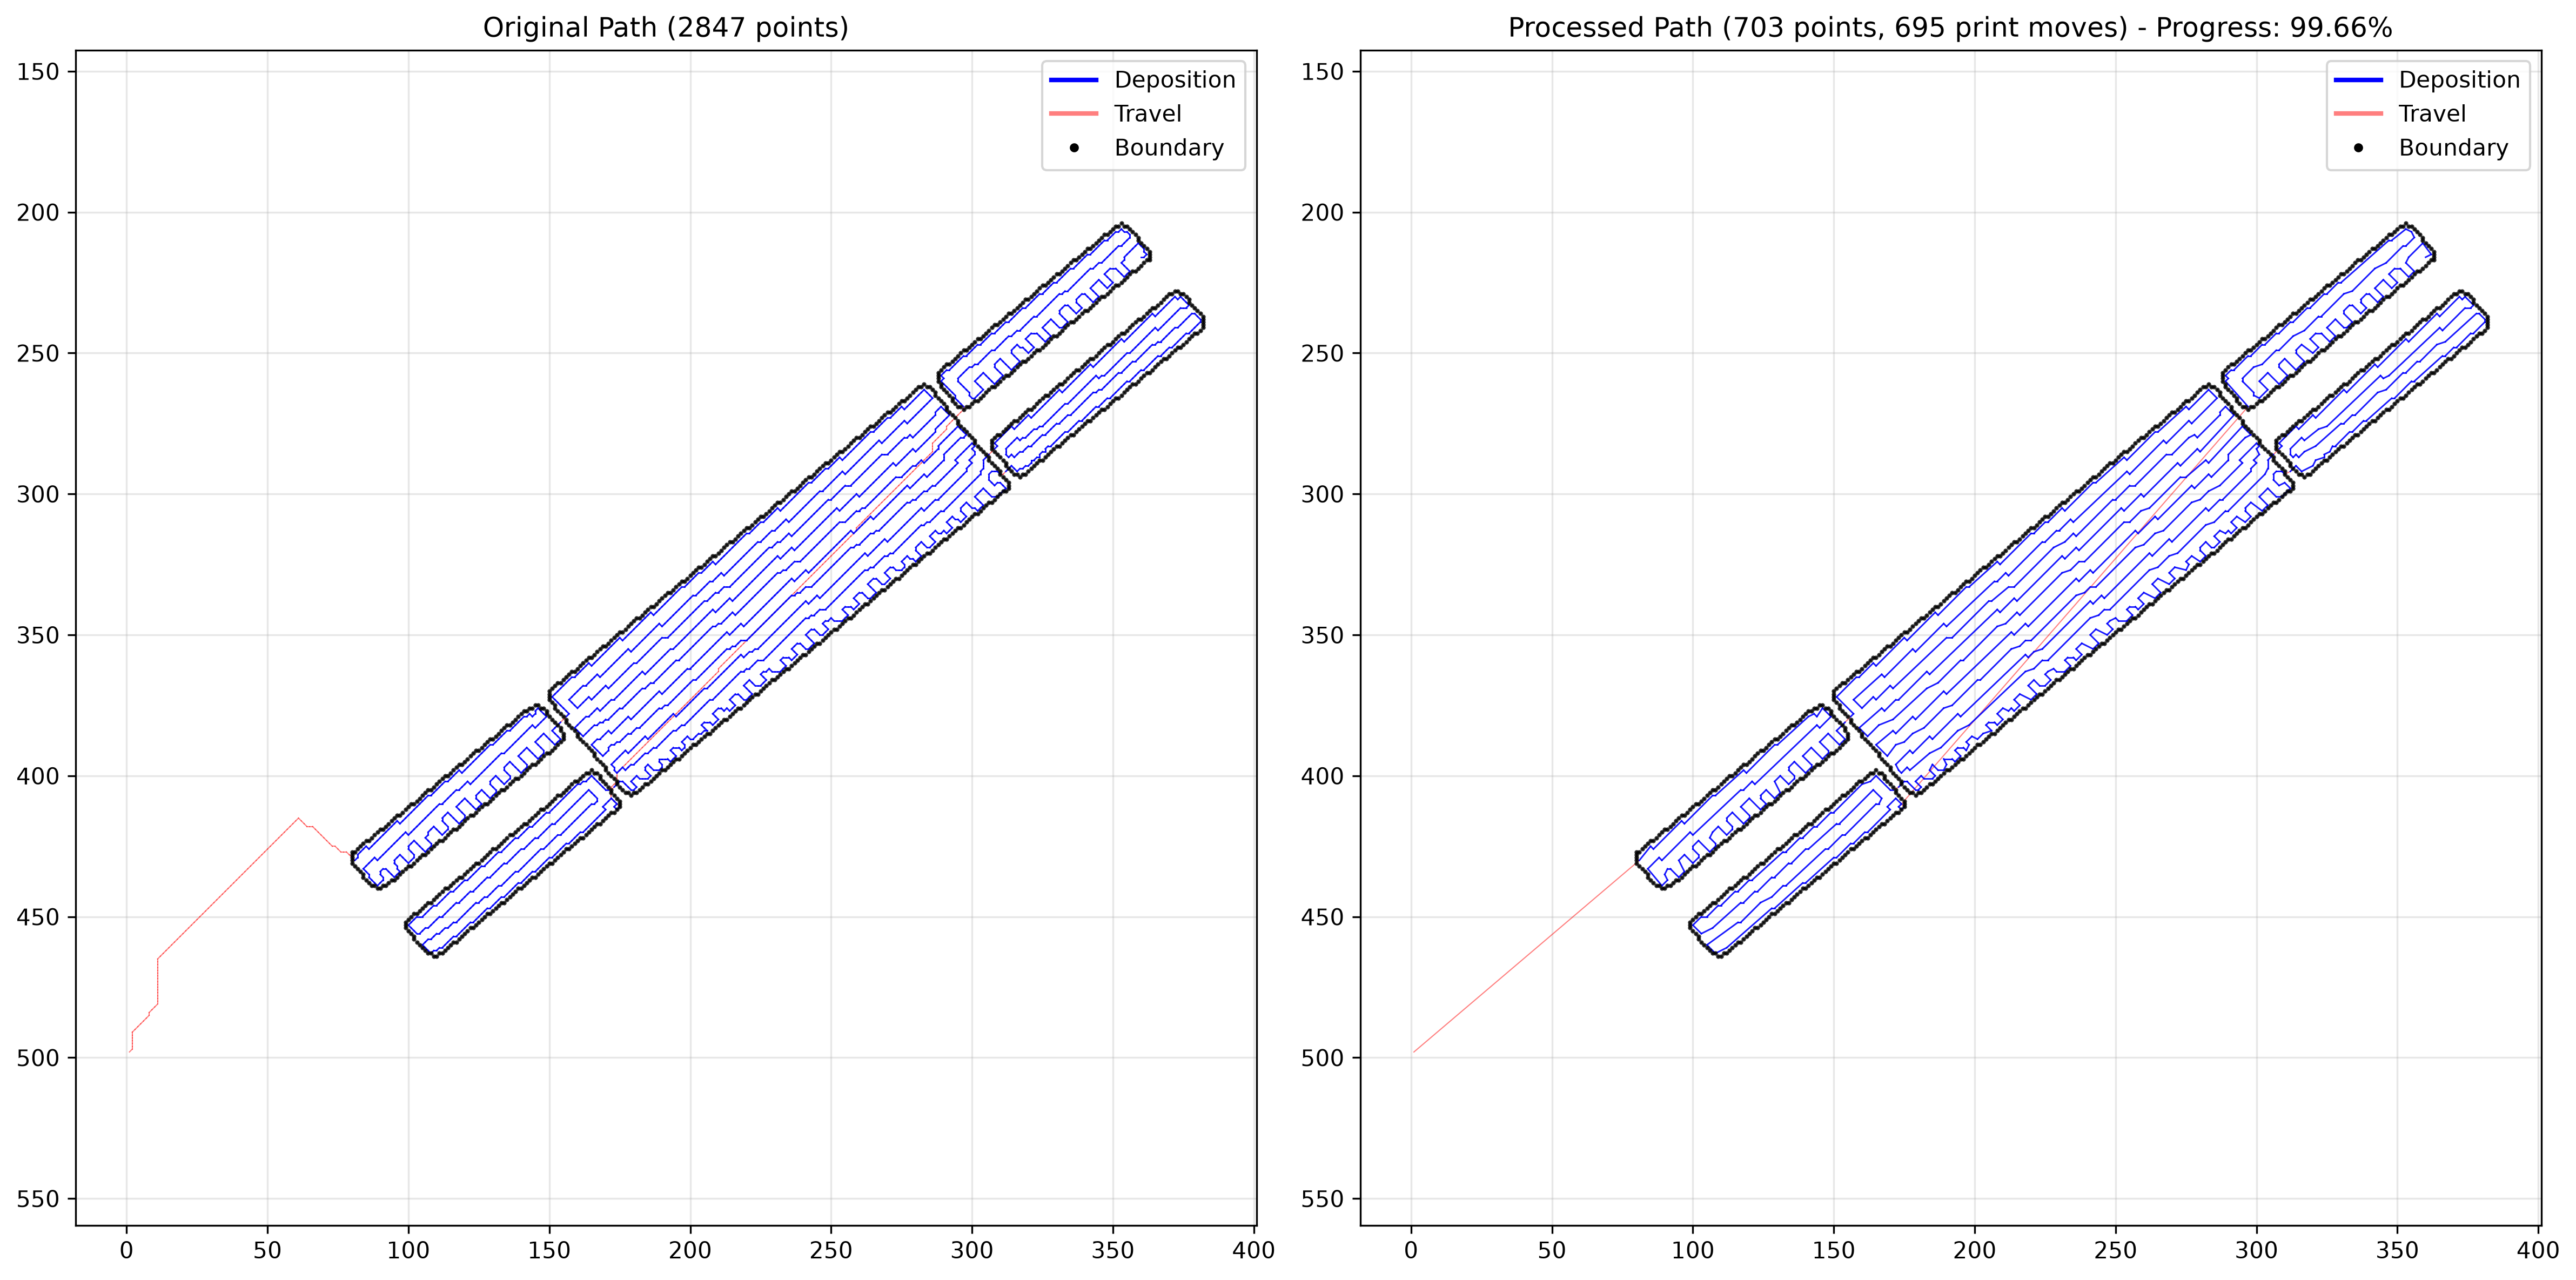 Original Path (2847 points)
Deposition
Travel
Boundary
150
200
250
300
350
400
450
500
550
0 50 100 150 200 250 300 350 400
Processed Path (703 points, 695 print moves) - Progress: 99.66%
Deposition
Travel
Boundary
150
200
250
300
350
400
450
500
550
0 50 100 150 200 250 300 350 400